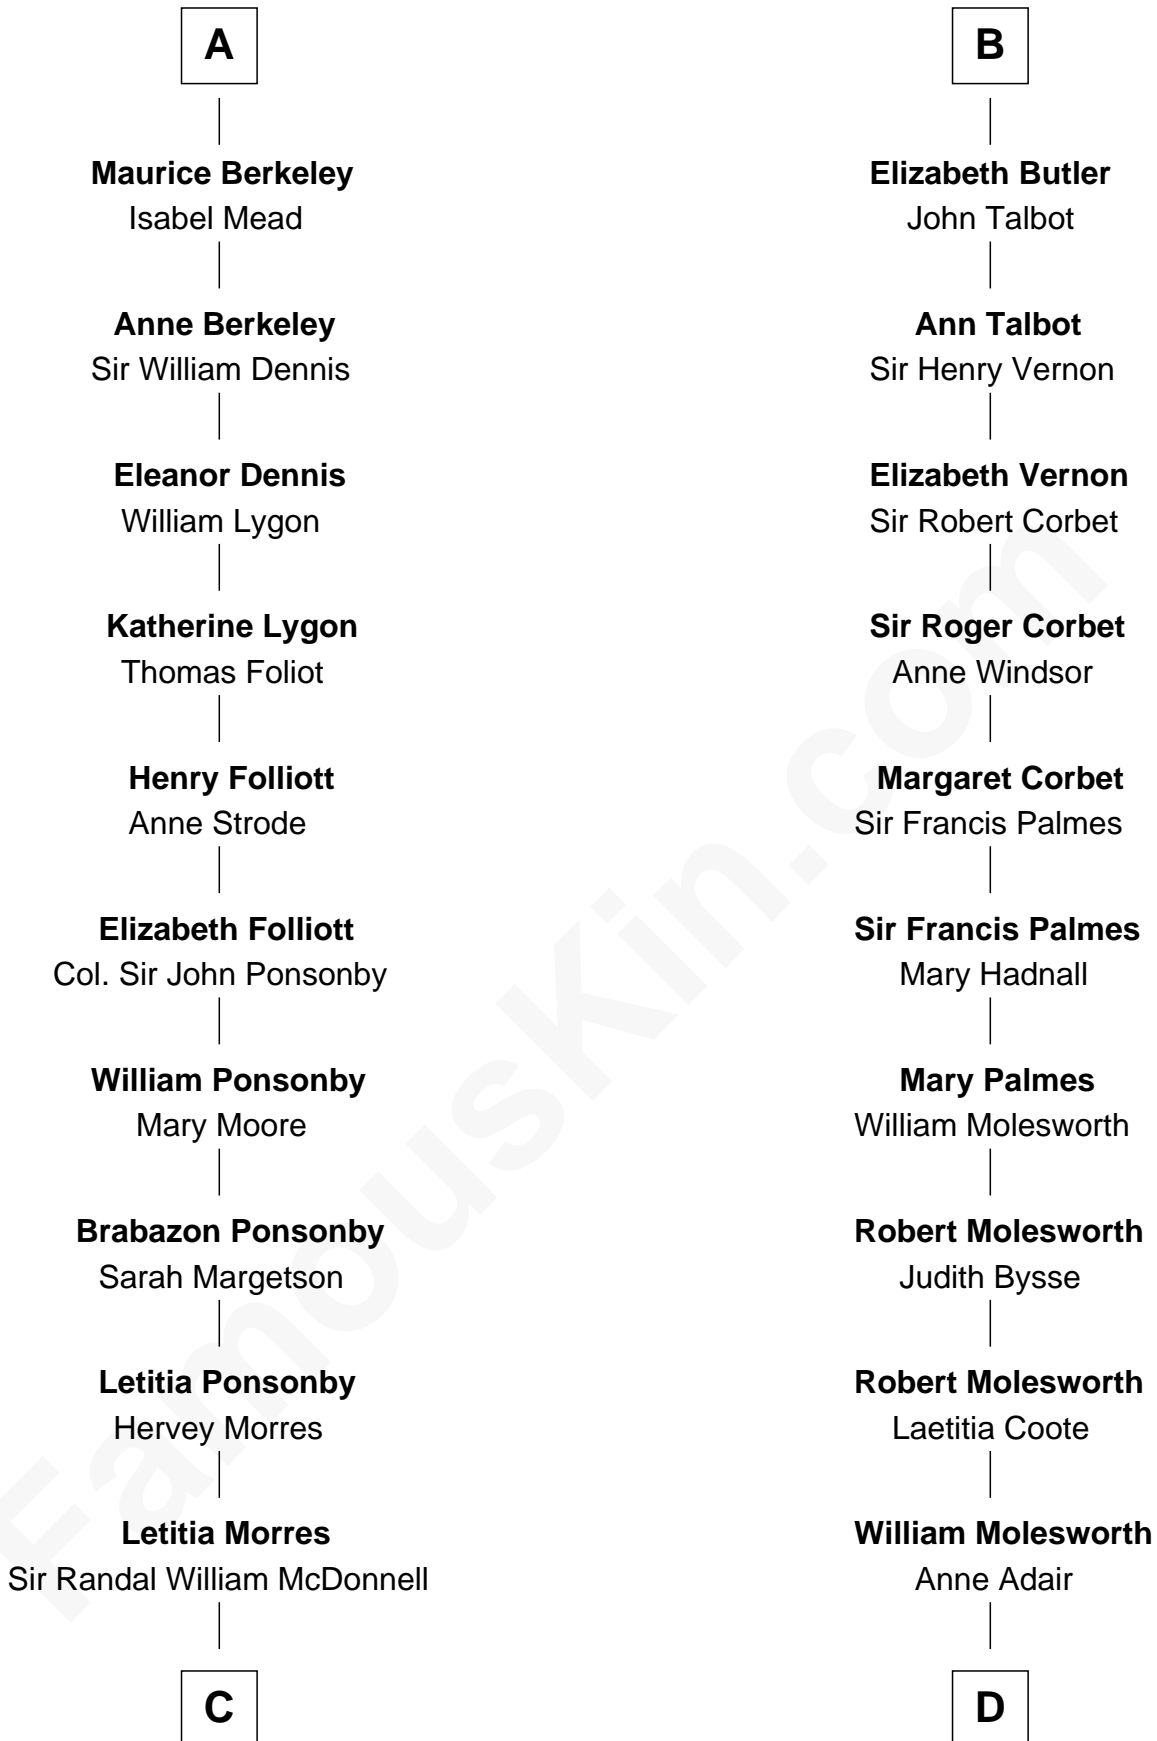 A
Maurice Berkeley
Isabel Mead
Anne Berkeley
Sir William Dennis
Eleanor Dennis
William Lygon
Katherine Lygon
Thomas Foliot
Henry Folliott
Anne Strode
Elizabeth Folliott
Col. Sir John Ponsonby
William Ponsonby
Mary Moore
Brabazon Ponsonby
Sarah Margetson
Letitia Ponsonby
Hervey Morres
Letitia Morres
Sir Randal William McDonnell
C
B
Elizabeth Butler
John Talbot
Ann Talbot
Sir Henry Vernon
Elizabeth Vernon
Sir Robert Corbet
Sir Roger Corbet
Anne Windsor
Margaret Corbet
Sir Francis Palmes
Sir Francis Palmes
Mary Hadnall
Mary Palmes
William Molesworth
Robert Molesworth
Judith Bysse
Robert Molesworth
Laetitia Coote
William Molesworth
Anne Adair
D
FamousKin.com